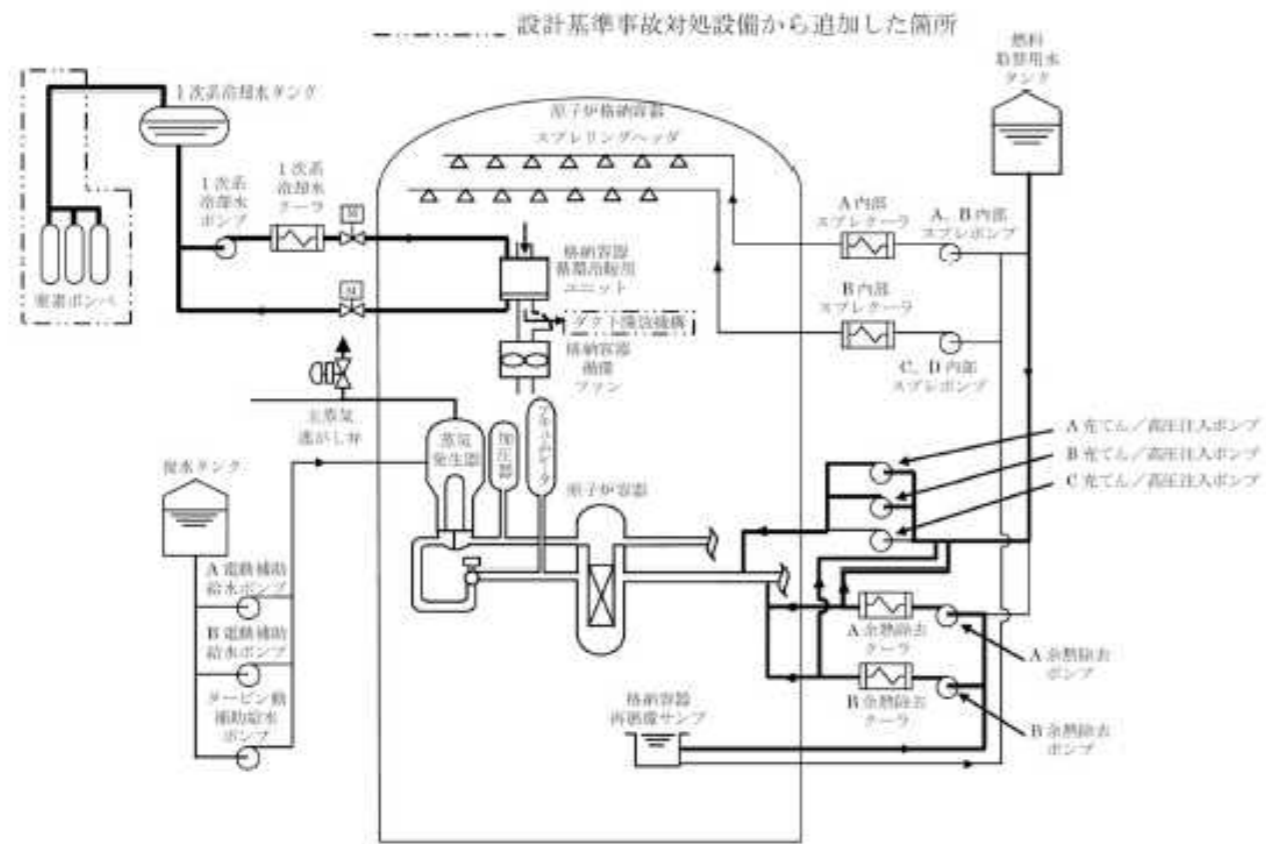 設計基準事故対処設備から追加した箇所
燃料
取替用水
タンク
1次系冷却水タンク
原子炉格納容器
スプレリングヘッダ
1次系
冷却水
ポンプ
1次系
冷却水
クーラ
M
A内部
スプレクーラ
A、B内部
スプレポンプ
格納容器
循環冷暖房
ユニット
窒素ボンベ
M
B内部
スプレクーラ
ダクト開放機構
格納容器
循環
ファン
C、D内部
スプレポンプ
主蒸気
逃がし弁
蒸気
発生器
加圧器
アキュムレータ
A充てん／高圧注入ポンプ
B充てん／高圧注入ポンプ
C充てん／高圧注入ポンプ
復水タンク
原子炉容器
A電動補助
給水ポンプ
B電動補助
給水ポンプ
タービン動
補助給水
ポンプ
A余熱除去
クーラ
A余熱除去
ポンプ
B余熱除去
クーラ
B余熱除去
ポンプ
格納容器
再循環サンプ